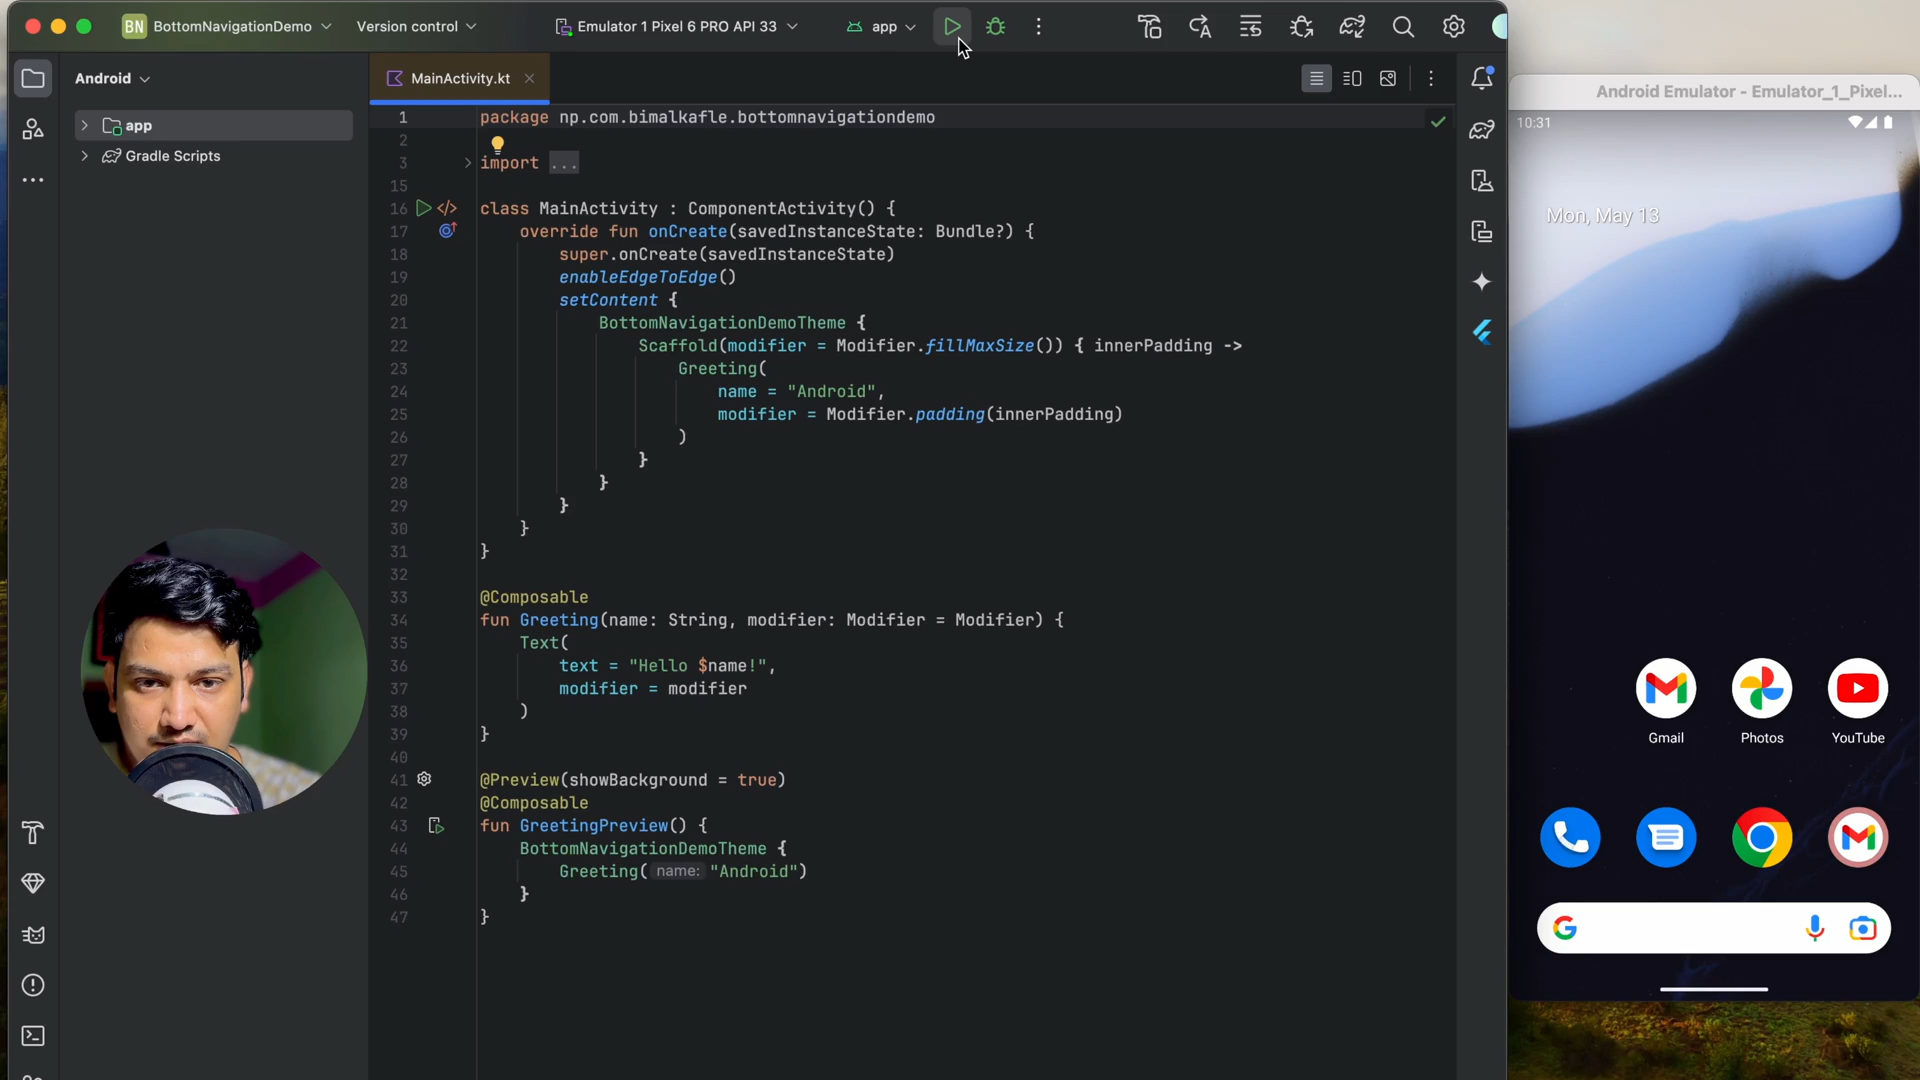 BN BottomNavigationDemo
Version control
Emulator 1 Pixel 6 PRO API 33
app
Android
MainActivity.kt
app
Gradle Scripts
1 package np.com.bimalkafle.bottomnavigationdemo
2
3 import ...
15
16 class MainActivity : ComponentActivity() {
17 override fun onCreate(savedInstanceState: Bundle?) {
18 super.onCreate(savedInstanceState)
19 enableEdgeToEdge()
20 setContent {
21 BottomNavigationDemoTheme {
22 Scaffold(modifier = Modifier.fillMaxSize()) { innerPadding ->
23 Greeting(
24 name = "Android",
25 modifier = Modifier.padding(innerPadding)
26 )
27 }
28 }
29 }
30 }
31 }
32
33 @Composable
34 fun Greeting(name: String, modifier: Modifier = Modifier) {
35 Text(
36 text = "Hello $name!",
37 modifier = modifier
38 )
39 }
40
41 @Preview(showBackground = true)
42 @Composable
43 fun GreetingPreview() {
44 BottomNavigationDemoTheme {
45 Greeting( name: "Android")
46 }
47 }
Android Emulator - Emulator_1_Pixel...
10:31
Mon, May 13
Gmail
Photos
YouTube